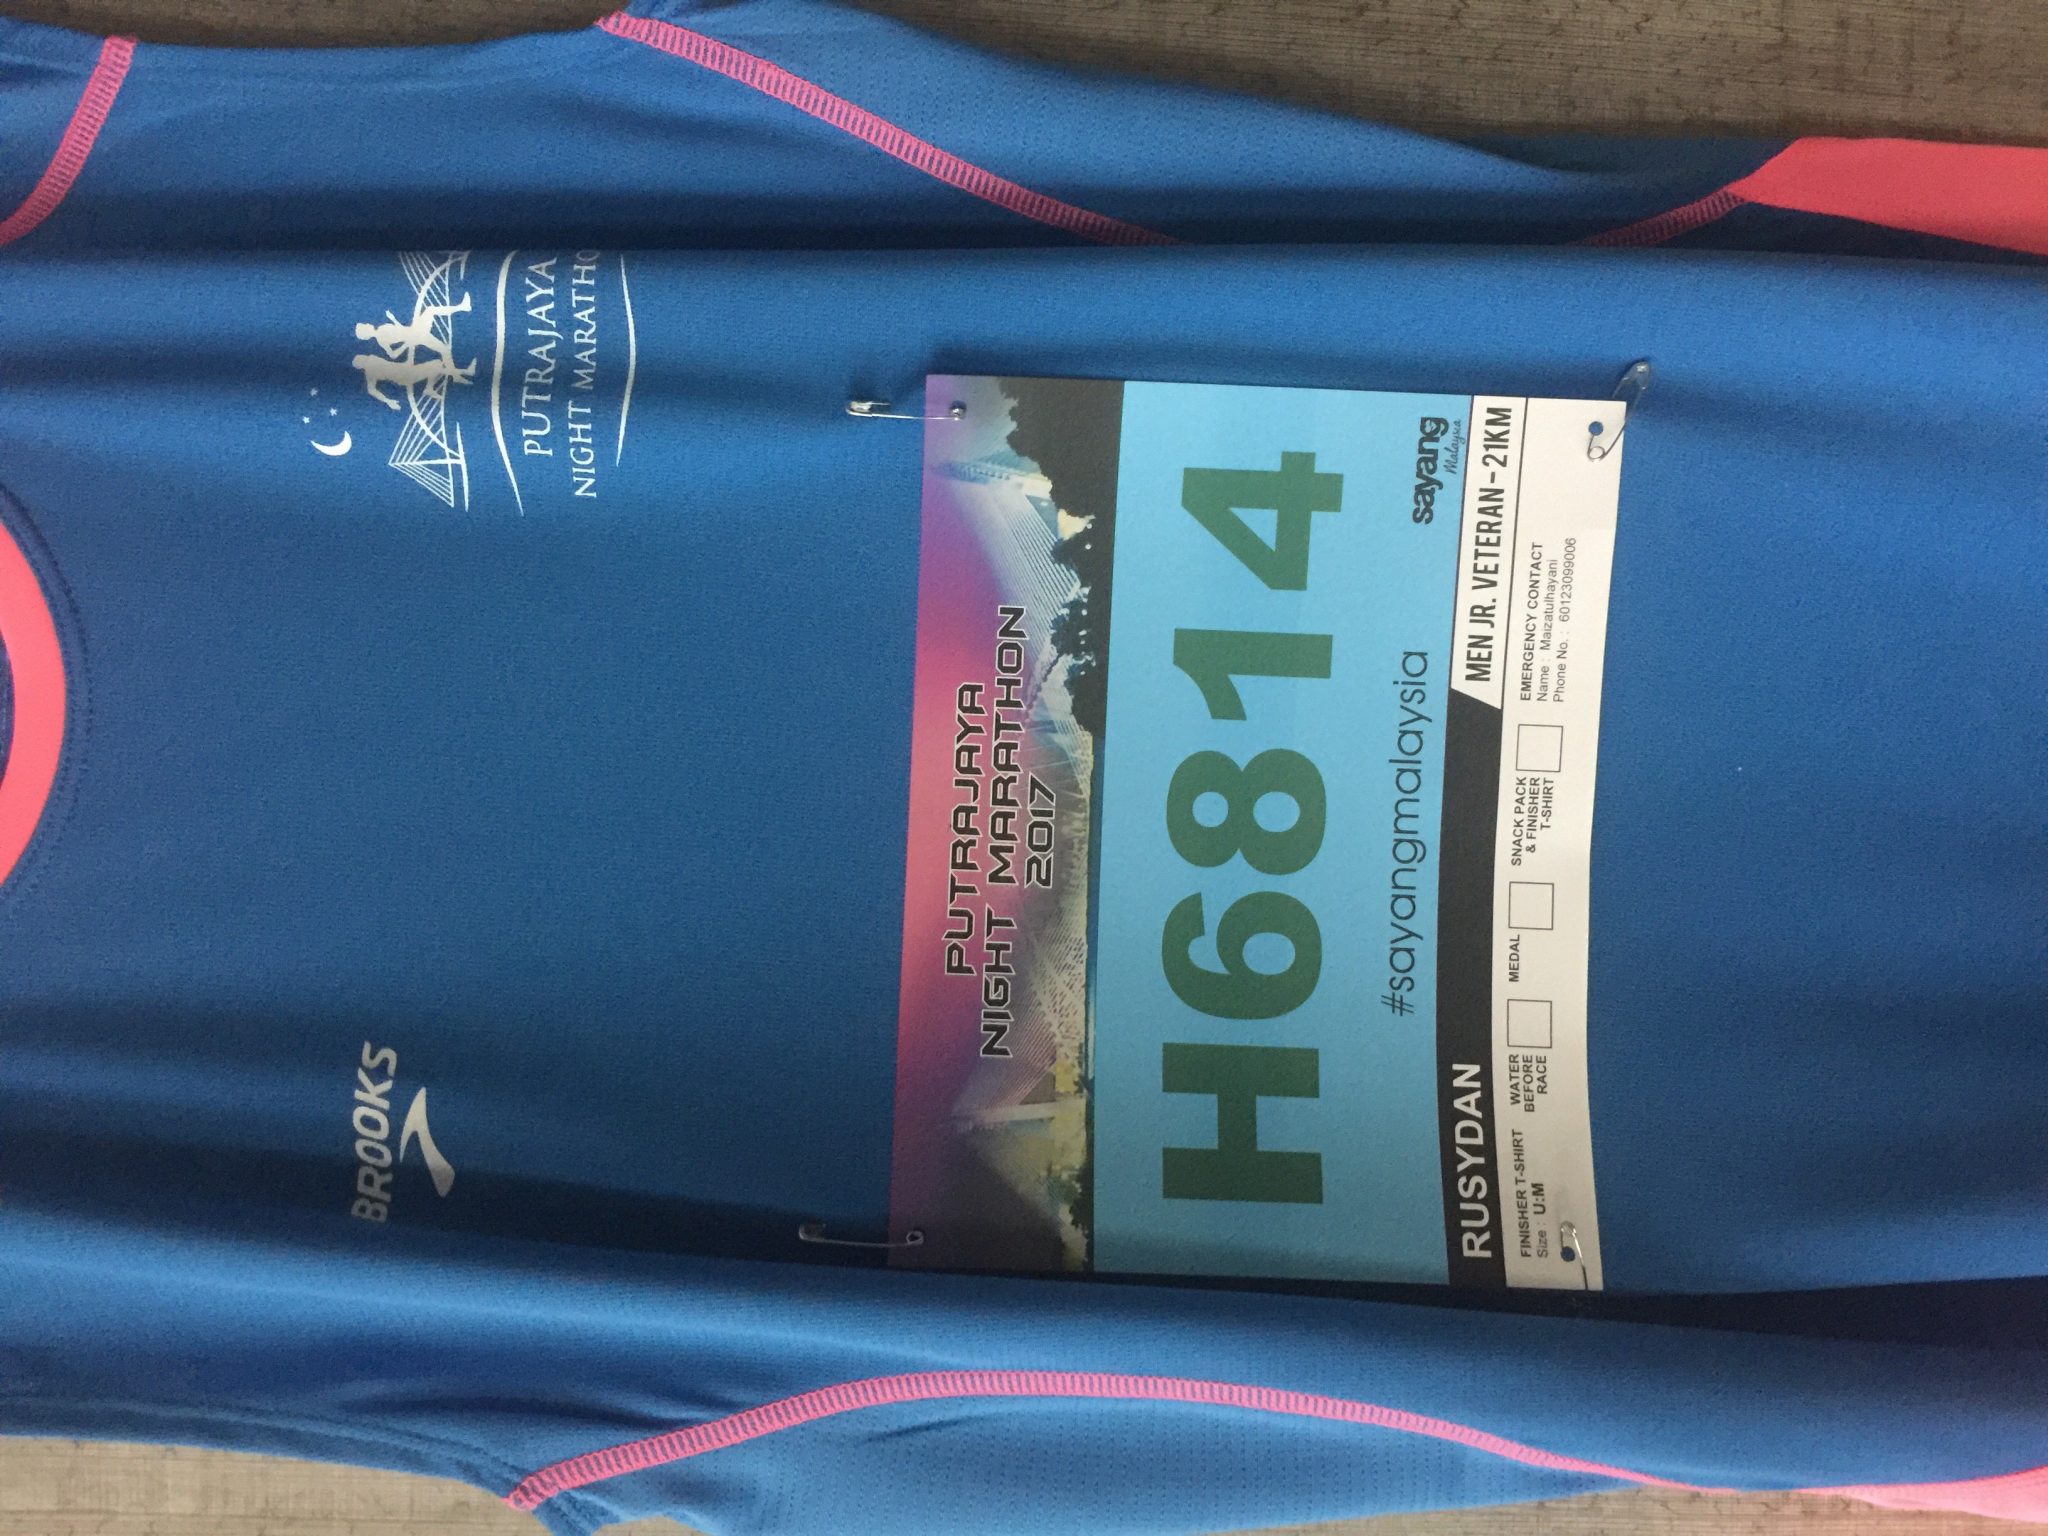 BROOKS
PUTRAJAYA
NIGHT MARATHO
PUTRAJAYA
NIGHT MARATHON
2017
H6814
#sayangmalaysia
sayang
Malaysia
RUSYDAN
MEN JR. VETERAN-21KM
FINISHER T-SHIRT
Size : U:M
WATER
BEFORE
RACE
MEDAL
SNACK PACK
& FINISHER
T-SHIRT
EMERGENCY CONTACT
Name : Maizatulhayani
Phone No. : 60123099006